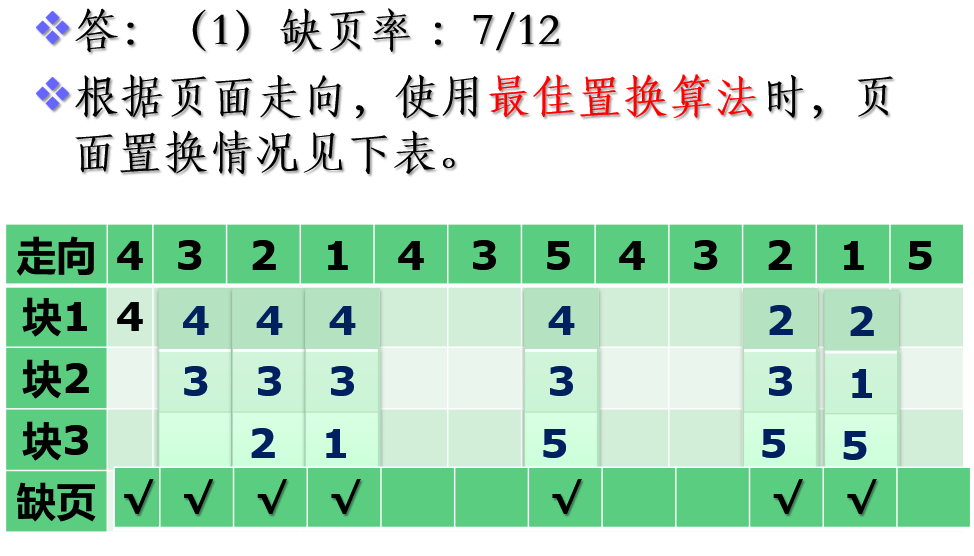 答：（1）缺页率：7/12
根据页面走向，使用最佳置换算法时，页
面置换情况见下表。
走向 4 3 2 1 4 3 5 4 3 2 1 5
块1 4 4 4 4 4 2 2
块2 3 3 3 3 3 1
块3 2 1 5 5 5
缺页 √ √ √ √ √ √ √